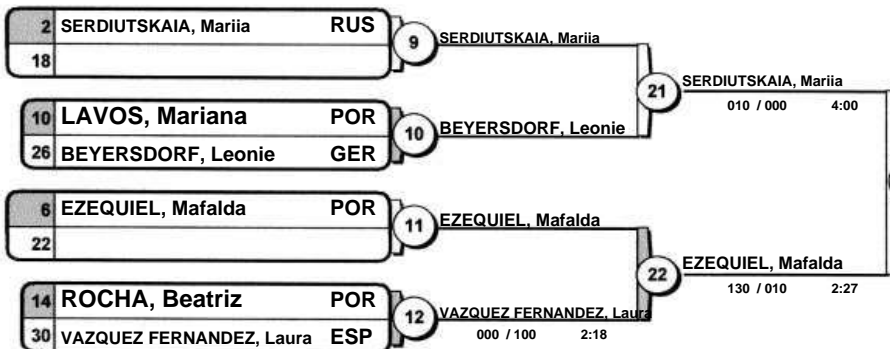 2 SERDIUTSKAIA, Mariia RUS
18
9 SERDIUTSKAIA, Mariia
10 LAVOS, Mariana POR
26 BEYERSDORF, Leonie GER
10 BEYERSDORF, Leonie
21 SERDIUTSKAIA, Mariia
010 / 000 4:00
6 EZEQUIEL, Mafalda POR
22
11 EZEQUIEL, Mafalda
14 ROCHA, Beatriz POR
30 VAZQUEZ FERNANDEZ, Laura ESP
12 VAZQUEZ FERNANDEZ, Laura
000 / 100 2:18
22 EZEQUIEL, Mafalda
130 / 010 2:27